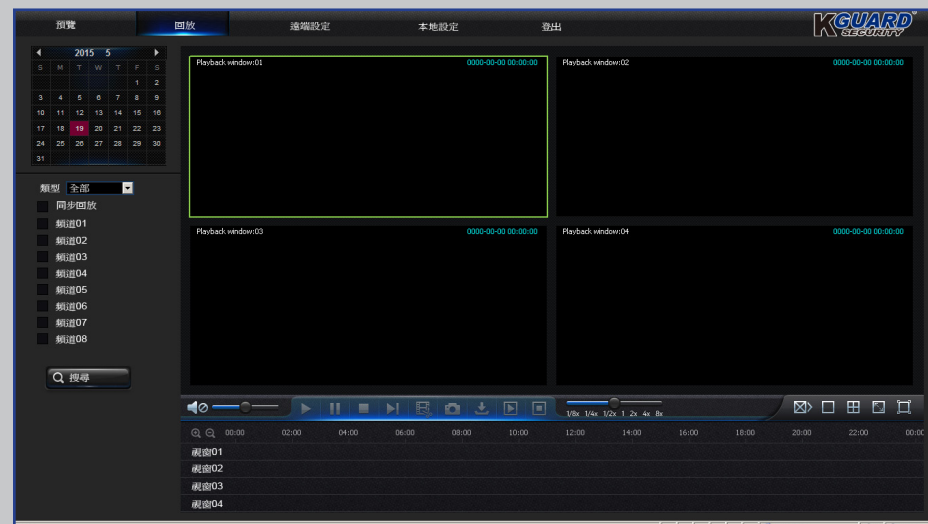 預覽 回放 遠端設定 本地設定 登出
KGUARD SECURITY
2015 5
S M T W T F S
1 2
3 4 5 6 7 8 9
10 11 12 13 14 15 16
17 18 19 20 21 22 23
24 25 26 27 28 29 30
31
類型 全部
同步回放
頻道01
頻道02
頻道03
頻道04
頻道05
頻道06
頻道07
頻道08
搜尋
Playback window:01 0000-00-00 00:00:00
Playback window:02 0000-00-00 00:00:00
Playback window:03 0000-00-00 00:00:00
Playback window:04 0000-00-00 00:00:00
1/8x 1/4x 1/2x 1 2x 4x 8x
00:00 02:00 04:00 06:00 08:00 10:00 12:00 14:00 16:00 18:00 20:00 22:00 00:00
視窗01
視窗02
視窗03
視窗04